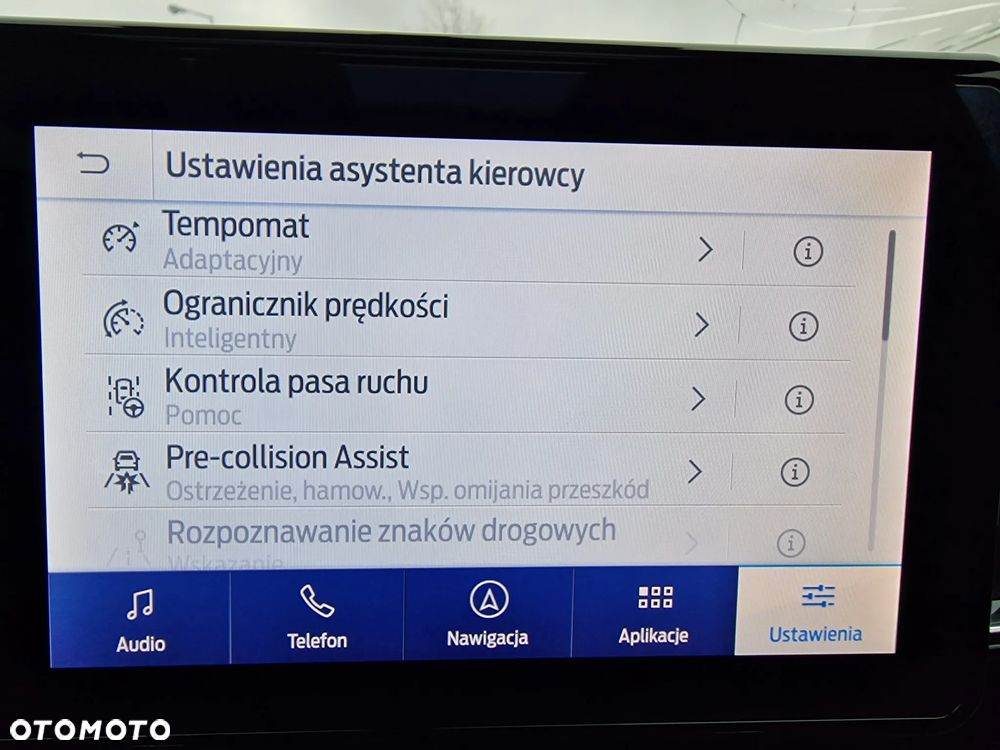 Ustawienia asystenta kierowcy
Tempomat
Adaptacyjny
Ogranicznik prędkości
Inteligentny
Kontrola pasa ruchu
Pomoc
Pre-collision Assist
Ostrzeżenie, hamow., Wsp. omijania przeszkód
Rozpoznawanie znaków drogowych
Wskazanie
Audio
Telefon
Nawigacja
Aplikacje
Ustawienia
OTOMOTO